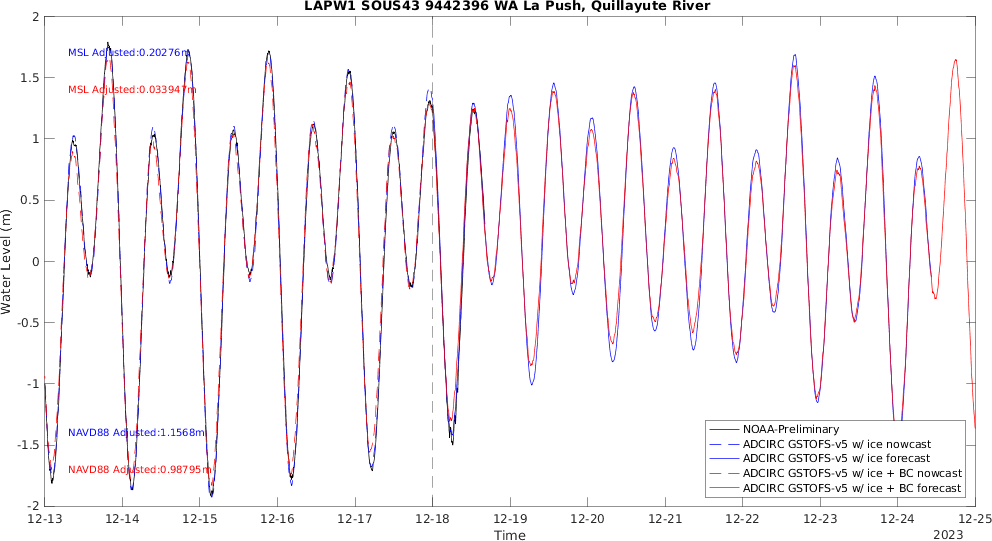 LAPW1 SOUS43 9442396 WA La Push, Quillayute River
2
1.5
1
0.5
0
-0.5
-1
-1.5
-2
Water Level (m)
MSL Adjusted:0.20276m
MSL Adjusted:0.033947m
NAVD88 Adjusted:1.1568m
NAVD88 Adjusted:0.98795m
NOAA-Preliminary
ADCIRC GSTOFS-v5 w/ ice nowcast
ADCIRC GSTOFS-v5 w/ ice forecast
ADCIRC GSTOFS-v5 w/ ice + BC nowcast
ADCIRC GSTOFS-v5 w/ ice + BC forecast
12-13 12-14 12-15 12-16 12-17 12-18 12-19 12-20 12-21 12-22 12-23 12-24 12-25
Time
2023